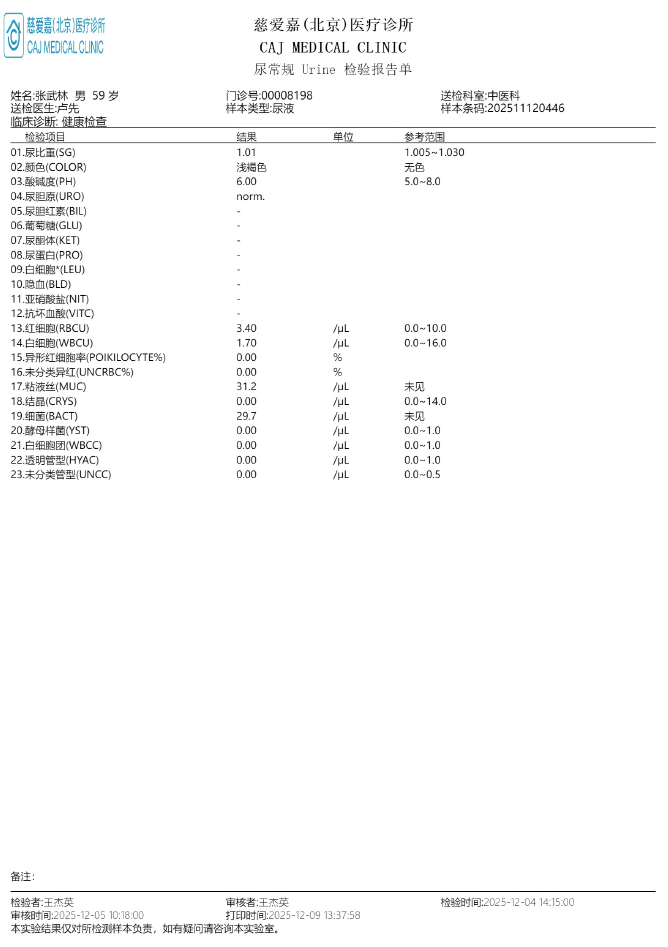 慈爱嘉(北京)医疗诊所
CAJ MEDICAL CLINIC
慈爱嘉(北京)医疗诊所
CAJ MEDICAL CLINIC
尿常规 Urine 检验报告单
姓名:张武林 男 59 岁 门诊号:00008198 送检科室:中医科
送检医生:卢先 样本类型:尿液 样本条码:202511120446
临床诊断: 健康检查
检验项目 结果 单位 参考范围
01.尿比重(SG) 1.01 1.005~1.030
02.颜色(COLOR) 浅褐色 无色
03.酸碱度(PH) 6.00 5.0~8.0
04.尿胆原(URO) norm.
05.尿胆红素(BIL) -
06.葡萄糖(GLU) -
07.尿酮体(KET) -
08.尿蛋白(PRO) -
09.白细胞*(LEU) -
10.隐血(BLD) -
11.亚硝酸盐(NIT) -
12.抗坏血酸(VITC) -
13.红细胞(RBCU) 3.40 /μL 0.0~10.0
14.白细胞(WBCU) 1.70 /μL 0.0~16.0
15.异形红细胞率(POIKILOCYTE%) 0.00 %
16.未分类异红(UNCRBC%) 0.00 %
17.粘液丝(MUC) 31.2 /μL 未见
18.结晶(CRYS) 0.00 /μL 0.0~14.0
19.细菌(BACT) 29.7 /μL 未见
20.酵母样菌(YST) 0.00 /μL 0.0~1.0
21.白细胞团(WBCC) 0.00 /μL 0.0~1.0
22.透明管型(HYAC) 0.00 /μL 0.0~1.0
23.未分类管型(UNCC) 0.00 /μL 0.0~0.5
备注:
检验者:王杰英 审核者:王杰英 检验时间:2025-12-04 14:15:00
审核时间:2025-12-05 10:18:00 打印时间:2025-12-09 13:37:58
本实验结果仅对所检测样本负责，如有疑问请咨询本实验室。